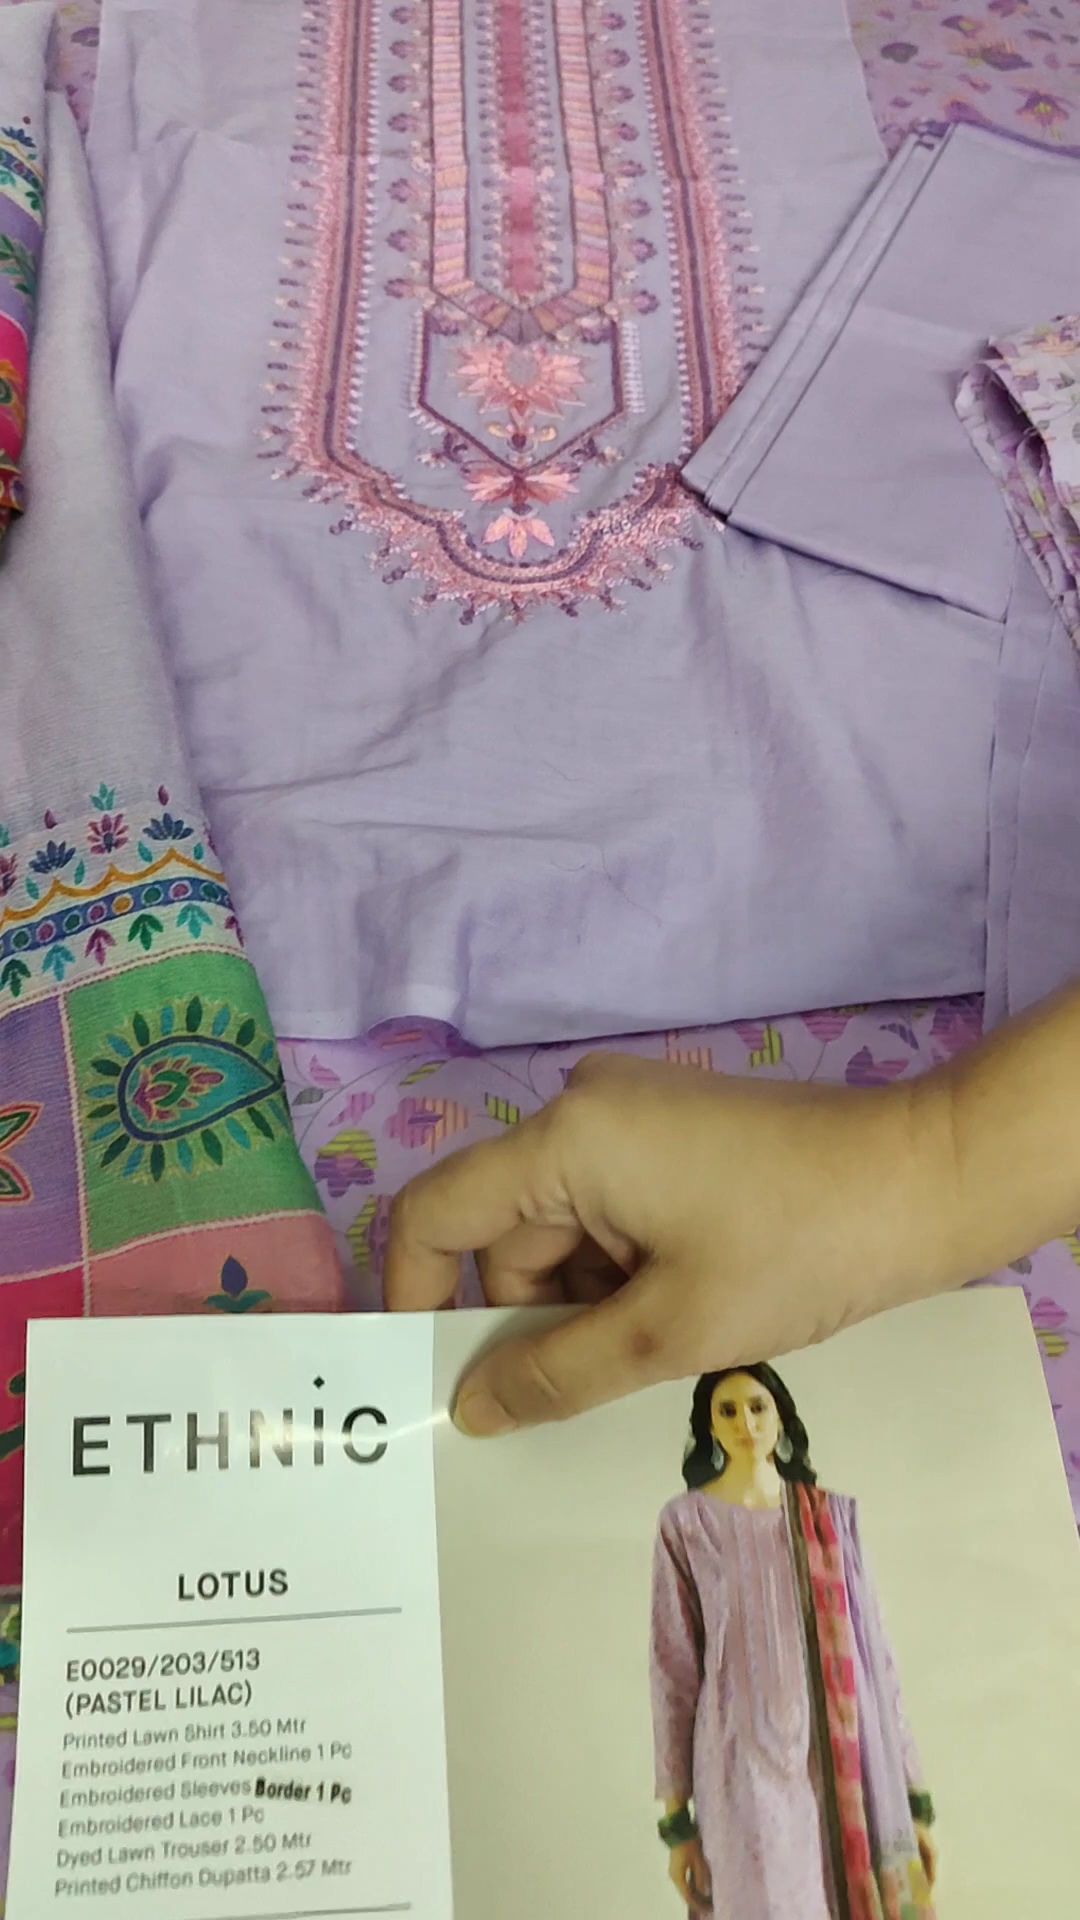 ETHNiC
LOTUS
E0029/203/513
(PASTEL LILAC)
Printed Lawn Shirt 3.50 Mtr
Embroidered Front Neckline 1 Pc
Embroidered Sleeves Border 1 Pc
Embroidered Lace 1 Pc
Dyed Lawn Trouser 2.50 Mtr
Printed Chiffon Dupatta 2.57 Mtr